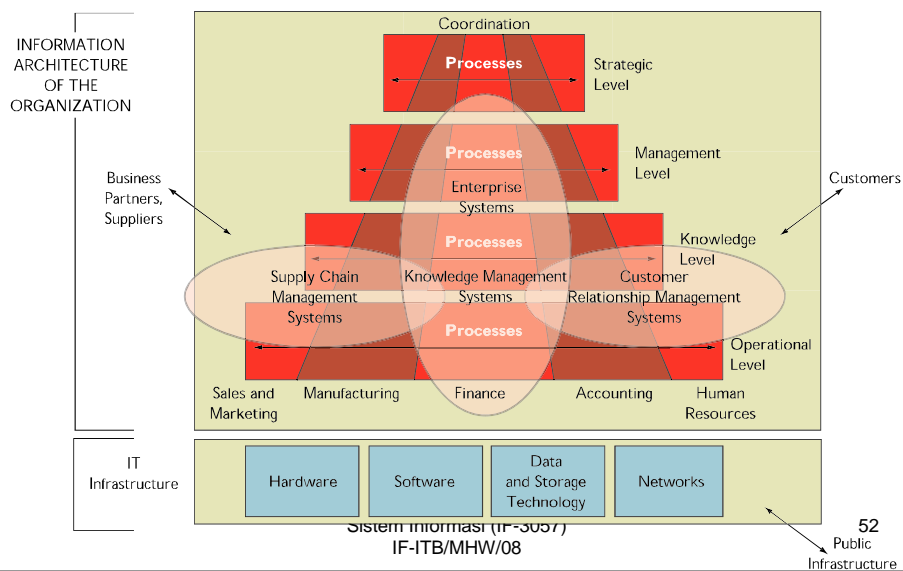 INFORMATION
ARCHITECTURE
OF THE
ORGANIZATION
Coordination
Processes
Strategic
Level
Processes
Management
Level
Business
Partners,
Suppliers
Customers
Enterprise
Systems
Processes
Knowledge
Level
Supply Chain
Management
Systems
Knowledge Management
Systems
Customer
Relationship Management
Systems
Processes
Operational
Level
Sales and
Marketing
Manufacturing
Finance
Accounting
Human
Resources
IT
Infrastructure
Hardware
Software
Data
and Storage
Technology
Networks
Sistem Informasi (IF-3057)
IF-ITB/MHW/08
52
Public
Infrastructure